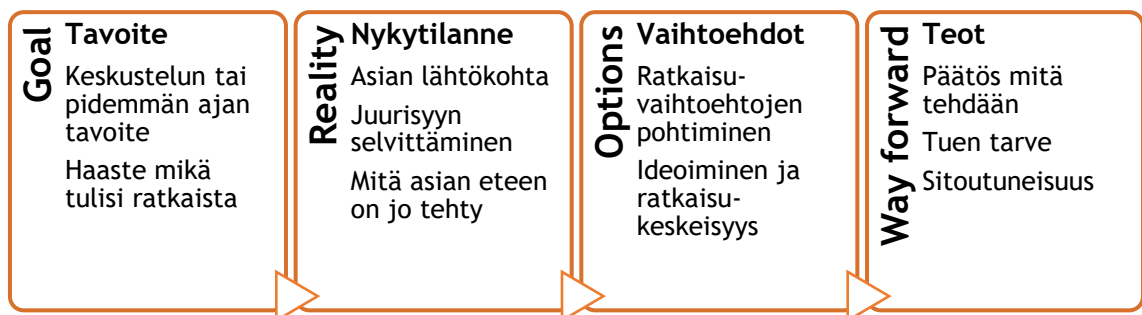 Goal
Tavoite
Keskustelun tai
pidemmän ajan
tavoite
Haaste mikä
tulisi ratkaista
Reality
Nykytilanne
Asian lähtökohta
Juurisyyn
selvittäminen
Mitä asian eteen
on jo tehty
Options
Vaihtoehdot
Ratkaisu-
vaihtoehtojen
pohtiminen
Ideoiminen ja
ratkaisu-
keskeisyys
Way forward
Teot
Päätös mitä
tehdään
Tuen tarve
Sitoutuneisuus